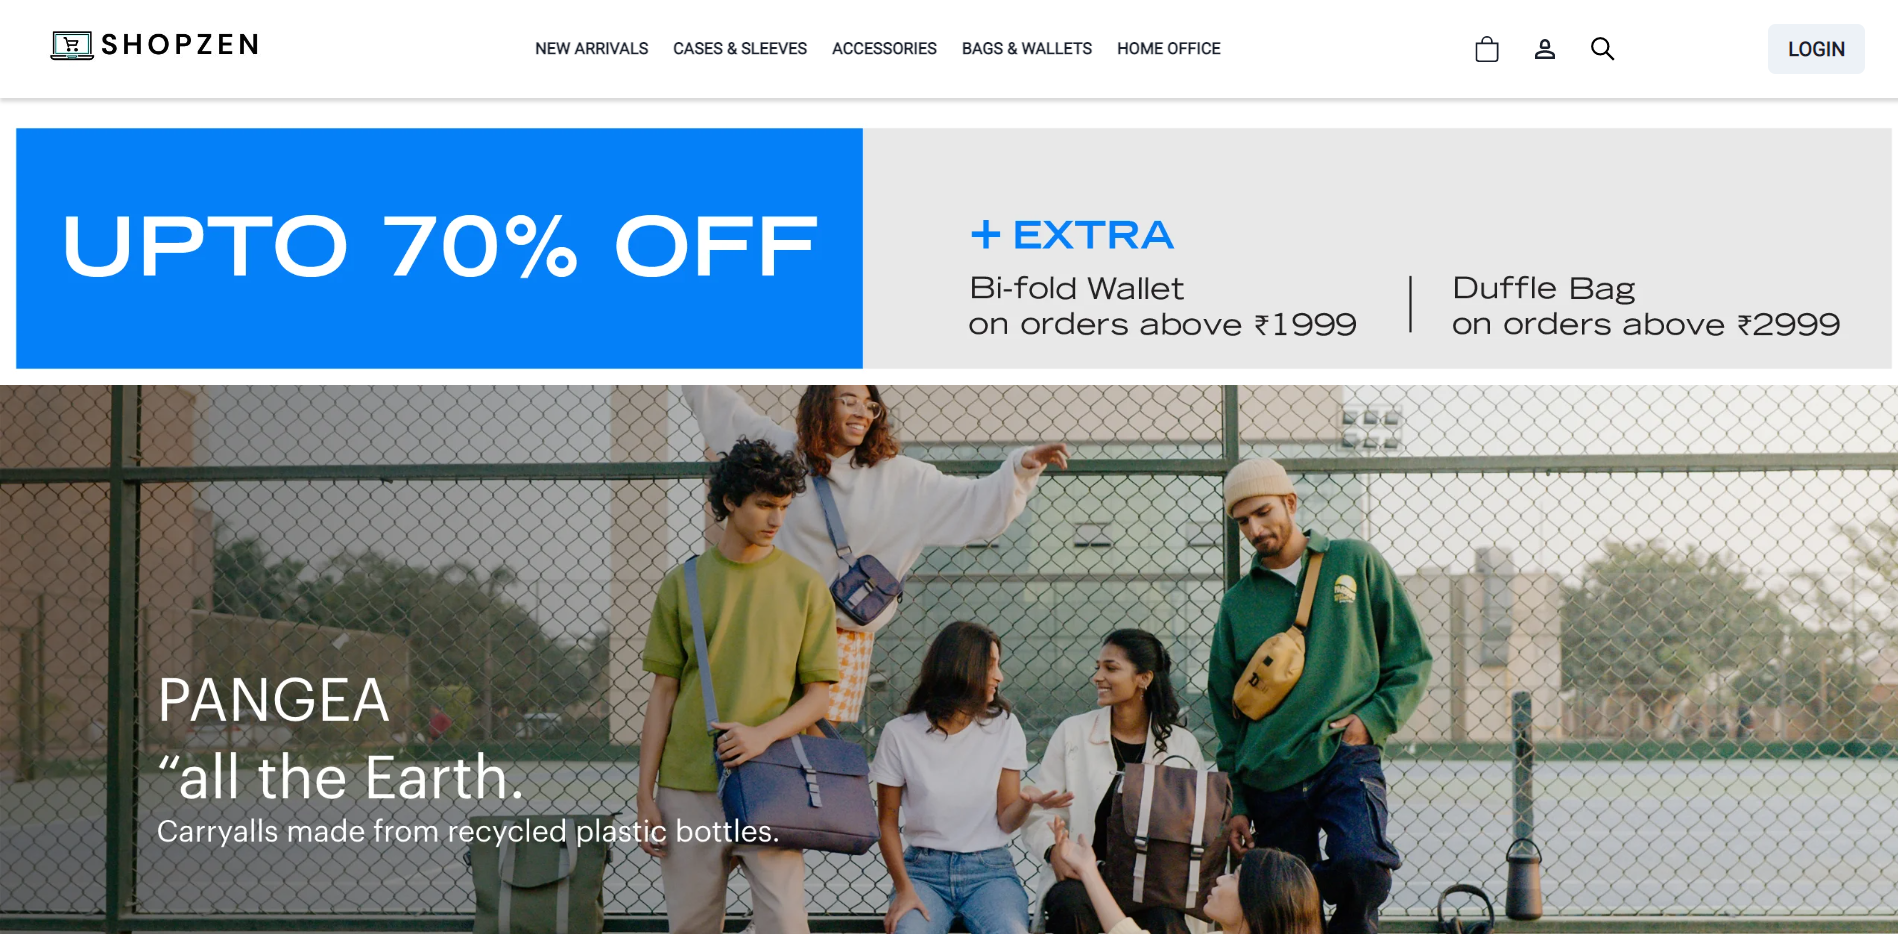 SHOPZEN
NEW ARRIVALS CASES & SLEEVES ACCESSORIES BAGS & WALLETS HOME OFFICE
LOGIN
UPTO 70% OFF
+ EXTRA
Bi-fold Wallet
on orders above ₹1999
Duffle Bag
on orders above ₹2999
PANGEA
“all the Earth.
Carryalls made from recycled plastic bottles.